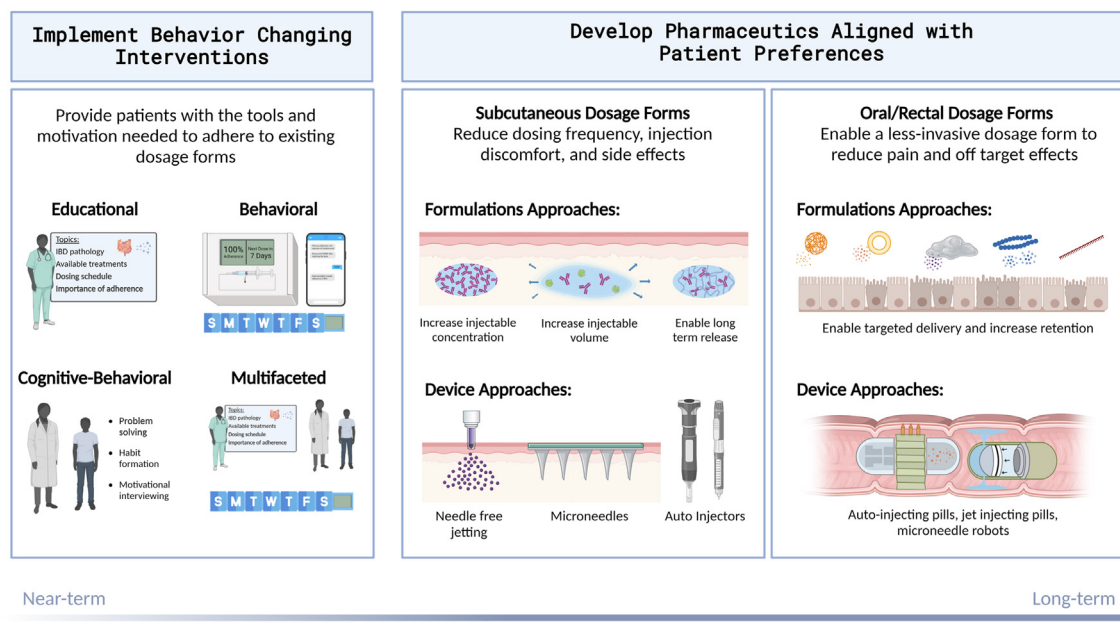 Implement Behavior Changing
Interventions
Develop Pharmaceutics Aligned with
Patient Preferences
Provide patients with the tools and
motivation needed to adhere to existing
dosage forms
Educational
Topics:
IBD pathology
Available treatments
Dosing schedule
Importance of adherence
Behavioral
100%
Adherence
Next Dose in
7 Days
S M T W T F S
Cognitive-Behavioral
• Problem
solving
• Habit
formation
• Motivational
interviewing
Multifaceted
Topics:
IBD pathology
Available treatments
Dosing schedule
Importance of adherence
S M T W T F S
Subcutaneous Dosage Forms
Reduce dosing frequency, injection
discomfort, and side effects
Formulations Approaches:
Increase injectable
concentration
Increase injectable
volume
Enable long
term release
Device Approaches:
Needle free
jetting
Microneedles
Auto Injectors
Oral/Rectal Dosage Forms
Enable a less-invasive dosage form to
reduce pain and off target effects
Formulations Approaches:
Enable targeted delivery and increase retention
Device Approaches:
Auto-injecting pills, jet injecting pills,
microneedle robots
Near-term
Long-term